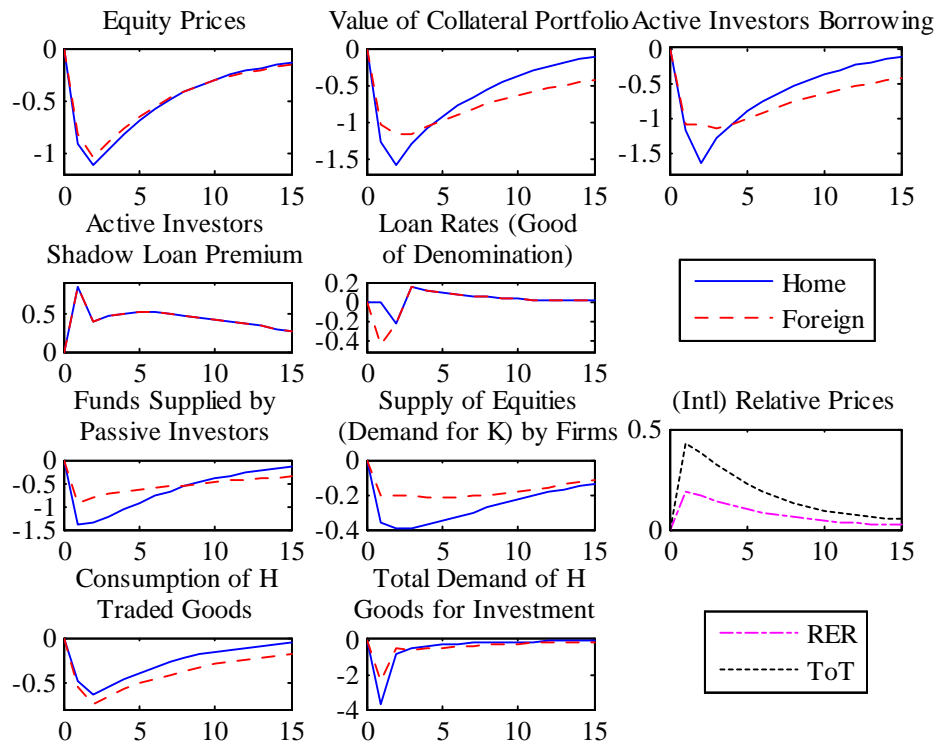 Equity Prices
Value of Collateral Portfolio
Active Investors Borrowing
0
-0.5
-1
0 5 10 15
0
-0.5
-1
-1.5
0 5 10 15
0
-0.5
-1
-1.5
0 5 10 15
Active Investors
Shadow Loan Premium
0.5
0
0 5 10 15
Loan Rates (Good
of Denomination)
0.2
0
-0.2
-0.4
0 5 10 15
Home
Foreign
Funds Supplied by
Passive Investors
0
-0.5
-1
-1.5
0 5 10 15
Supply of Equities
(Demand for K) by Firms
0
-0.2
-0.4
0 5 10 15
(Intl) Relative Prices
0.5
0
0 5 10 15
Consumption of H
Traded Goods
0
-0.5
0 5 10 15
Total Demand of H
Goods for Investment
0
-2
-4
0 5 10 15
RER
ToT